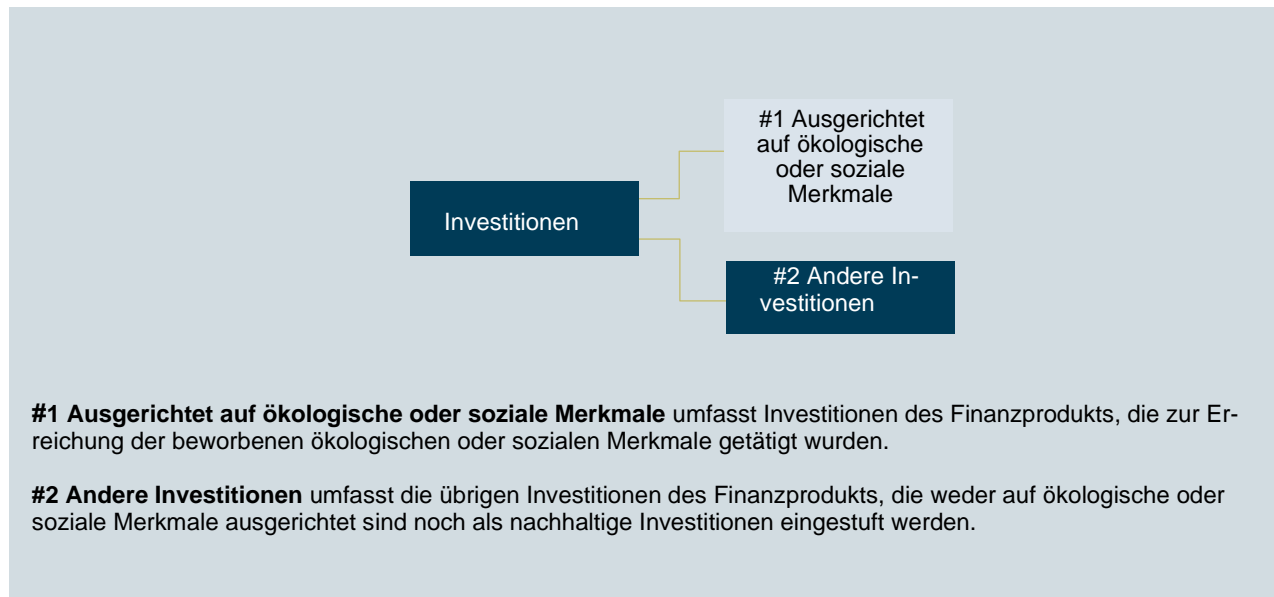 #1 Ausgerichtet
auf ökologische
oder soziale
Merkmale
Investitionen
#2 Andere In-
vestitionen
#1 Ausgerichtet auf ökologische oder soziale Merkmale umfasst Investitionen des Finanzprodukts, die zur Er-
reichung der beworbenen ökologischen oder sozialen Merkmale getätigt wurden.
#2 Andere Investitionen umfasst die übrigen Investitionen des Finanzprodukts, die weder auf ökologische oder
soziale Merkmale ausgerichtet sind noch als nachhaltige Investitionen eingestuft werden.